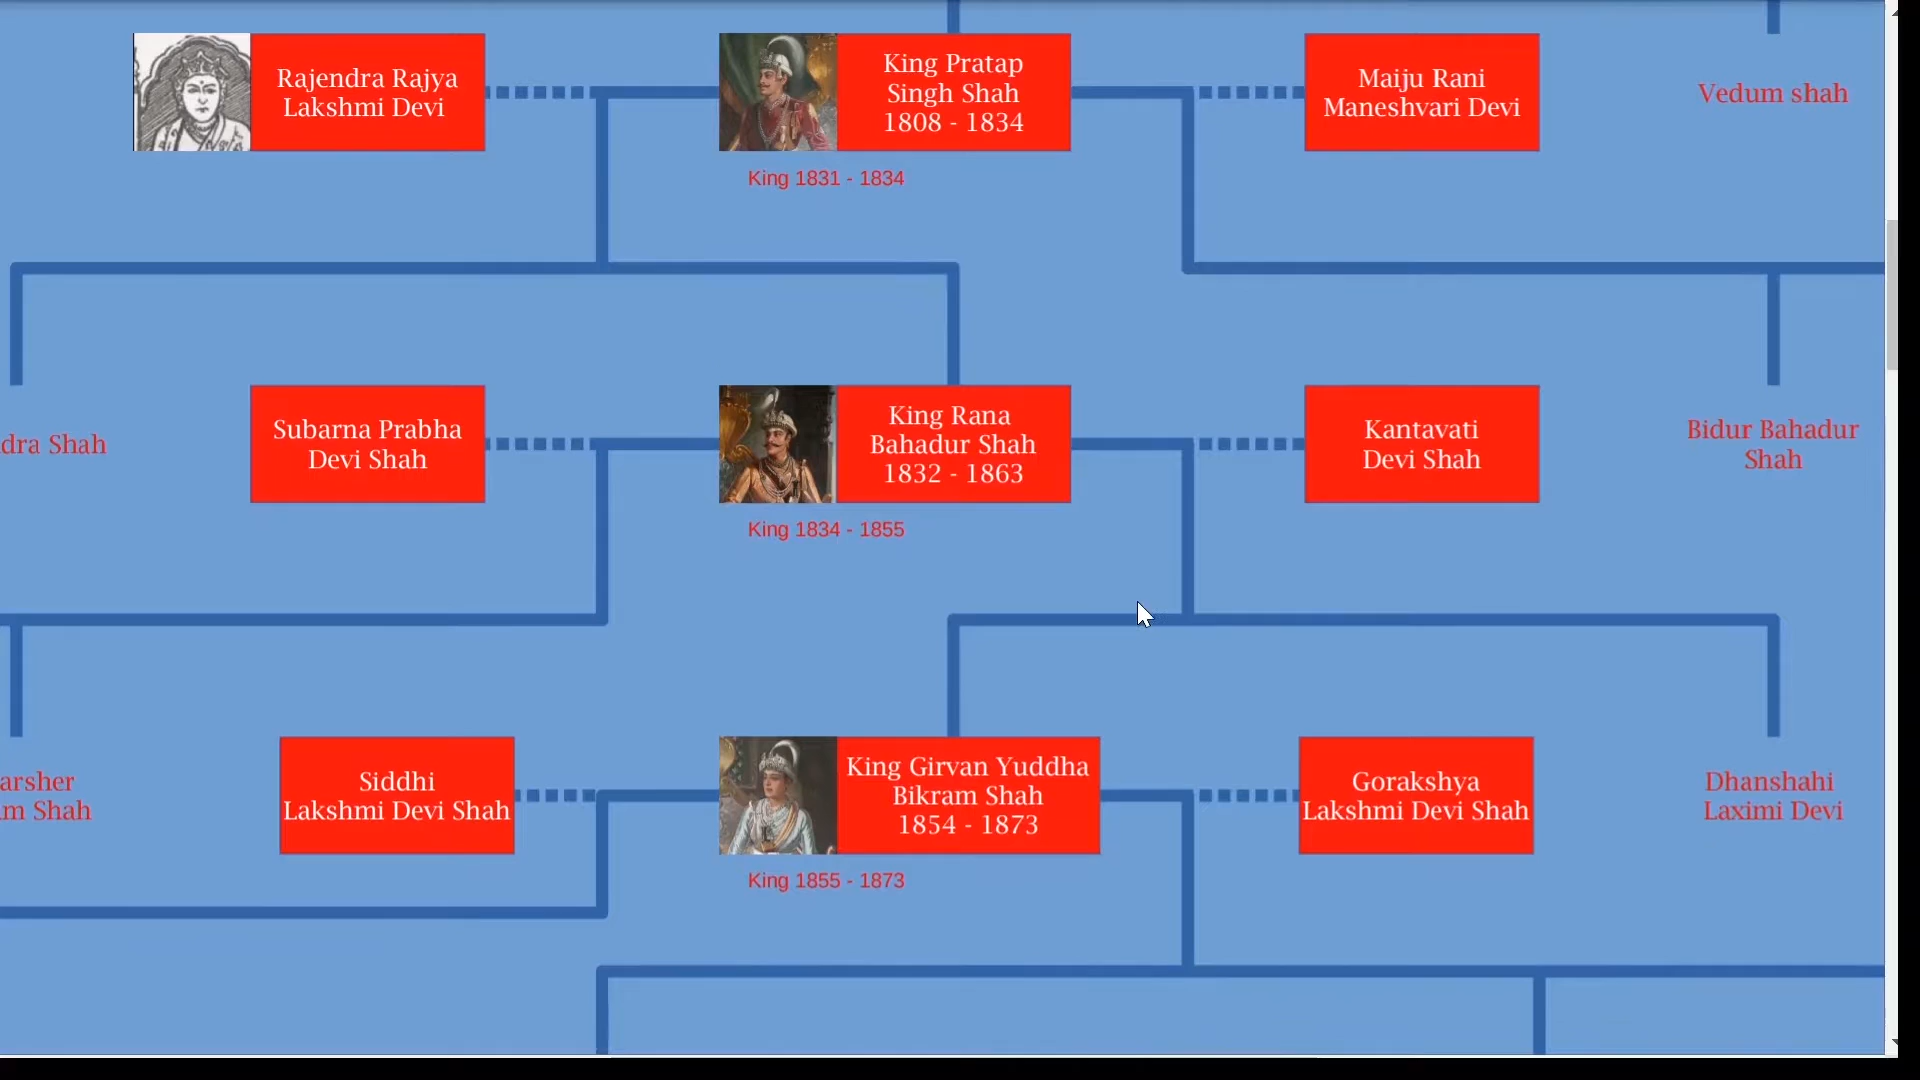 Rajendra Rajya
Lakshmi Devi
King Pratap
Singh Shah
1808 - 1834
King 1831 - 1834
Maiju Rani
Maneshvari Devi
Vedum shah
dra Shah
Subarna Prabha
Devi Shah
King Rana
Bahadur Shah
1832 - 1863
King 1834 - 1855
Kantavati
Devi Shah
Bidur Bahadur
Shah
arsher
m Shah
Siddhi
Lakshmi Devi Shah
King Girvan Yuddha
Bikram Shah
1854 - 1873
King 1855 - 1873
Gorakshya
Lakshmi Devi Shah
Dhanshahi
Laximi Devi